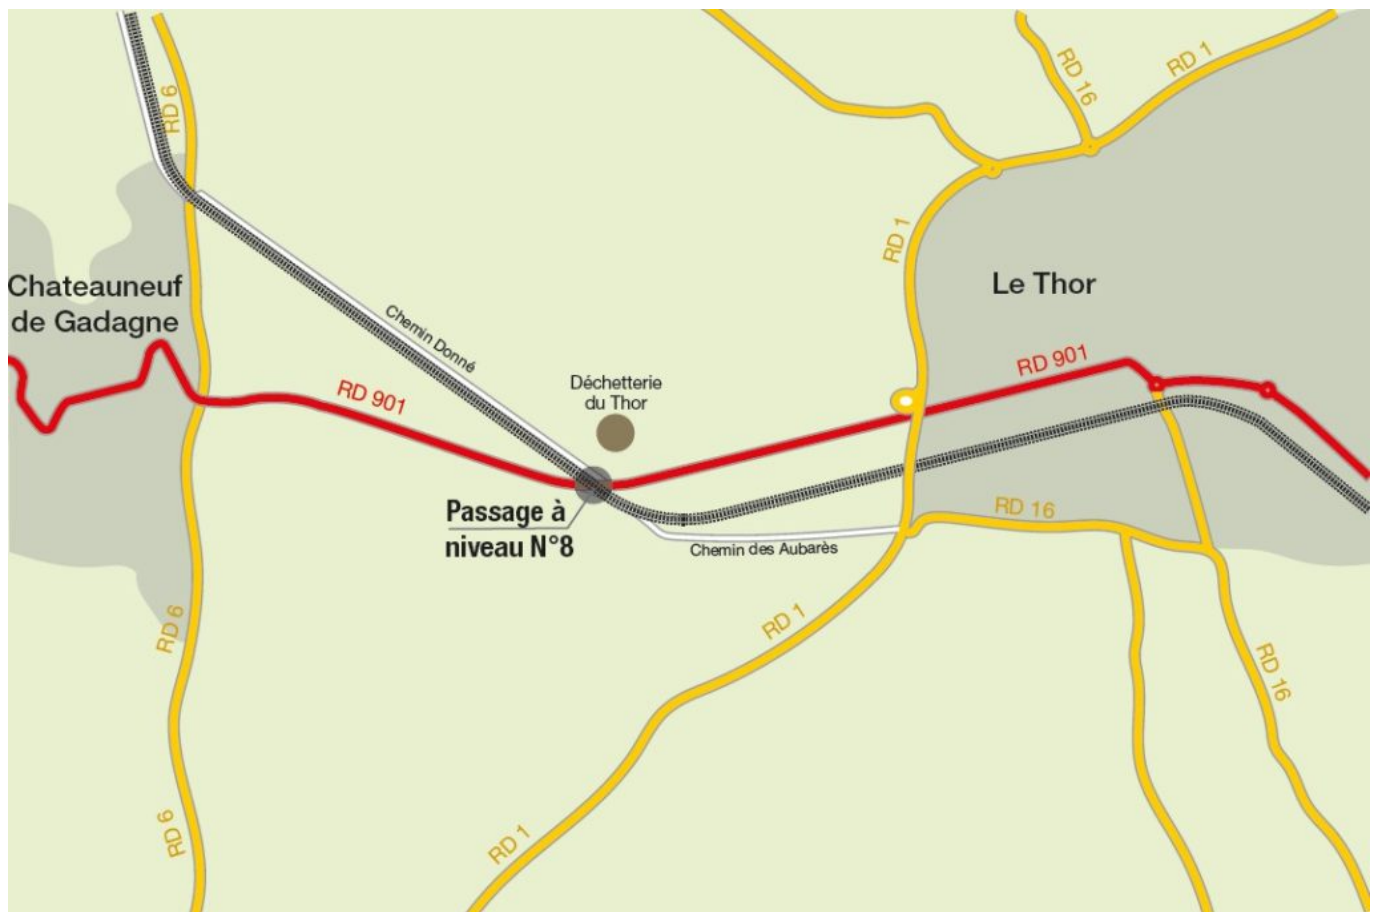 RD 6
RD 16
RD 1
RD 1
Chateauneuf
de Gadagne
Le Thor
Chemin Donné
RD 901
Déchetterie
du Thor
RD 901
Passage à
niveau N°8
RD 16
Chemin des Aubarès
RD 6
RD 1
RD 16
RD 6
RD 1